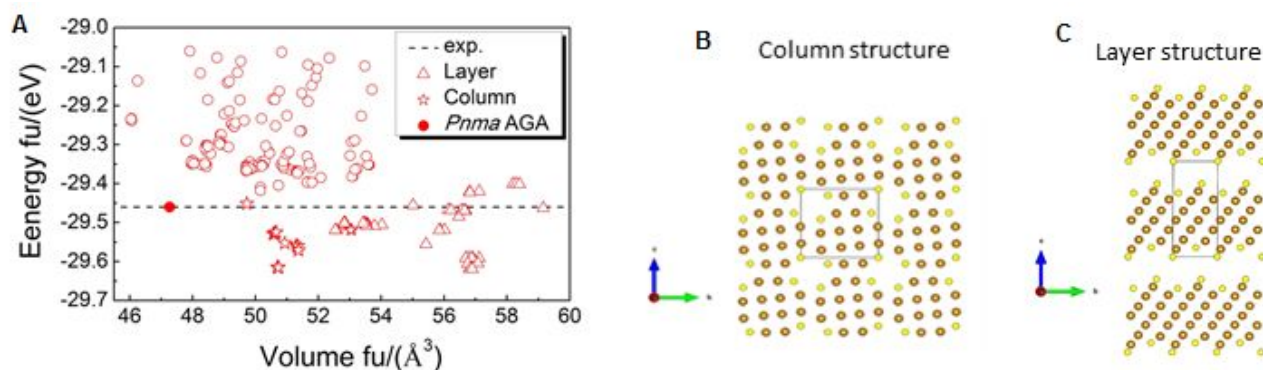 A
Eenergy fu/(eV)
-29.0
-29.1
-29.2
-29.3
-29.4
-29.5
-29.6
-29.7
exp.
Layer
Column
Pnma AGA
46 48 50 52 54 56 58 60
Volume fu/(Å³)
B
Column structure
C
Layer structure